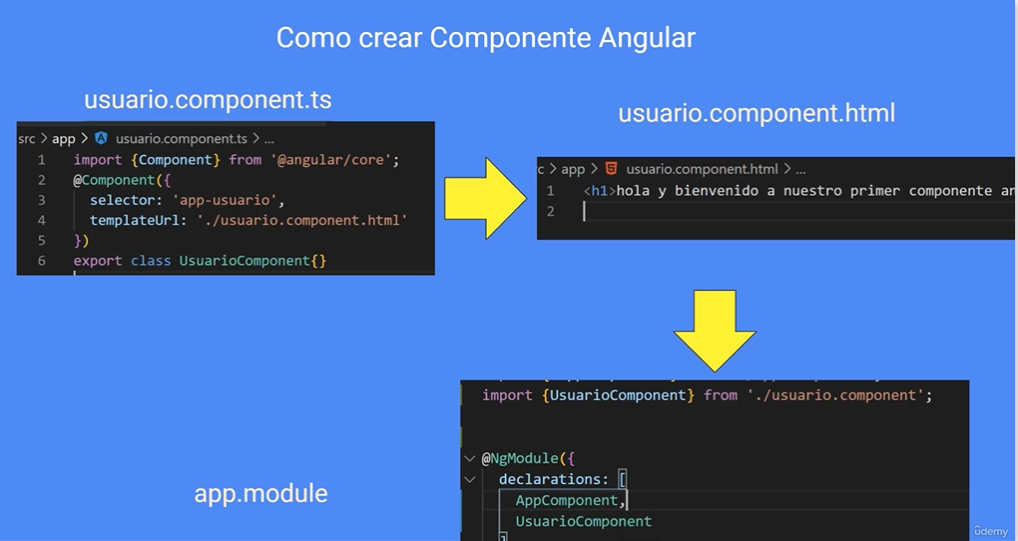 Como crear Componente Angular
usuario.component.ts
src > app > usuario.component.ts > ...
1 import {Component} from '@angular/core';
2 @Component({
3 selector: 'app-usuario',
4 templateUrl: './usuario.component.html'
5 })
6 export class UsuarioComponent{}
usuario.component.html
c > app > usuario.component.html > ...
1 <h1>hola y bienvenido a nuestro primer componente an
2
import {UsuarioComponent} from './usuario.component';
@NgModule({
declarations: [
AppComponent,
UsuarioComponent
]
app.module
udemy